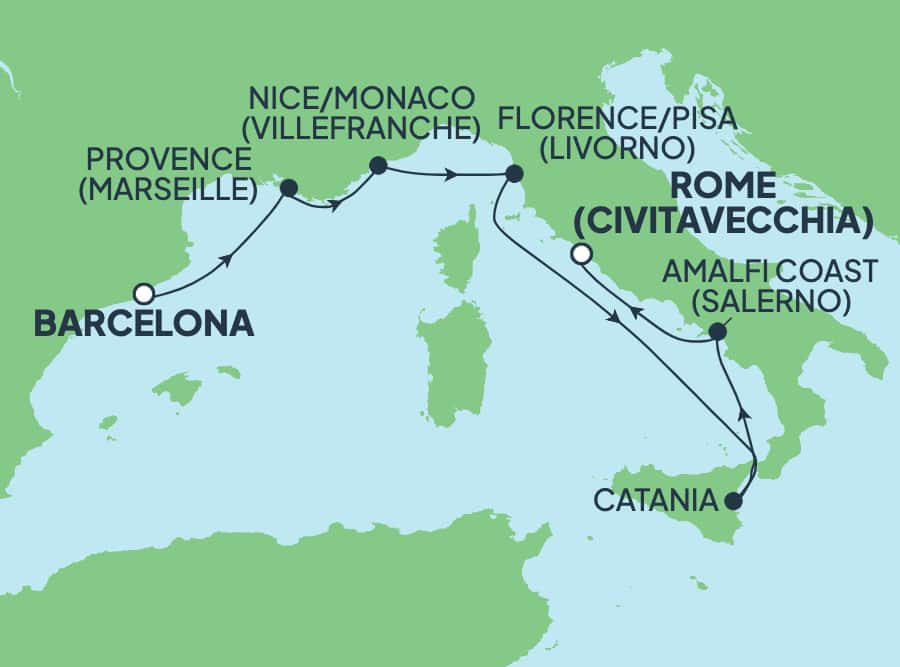 NICE/MONACO
(VILLEFRANCHE)
FLORENCE/PISA
(LIVORNO)
PROVENCE
(MARSEILLE)
ROME
(CIVITAVECCHIA)
AMALFI COAST
(SALERNO)
BARCELONA
CATANIA